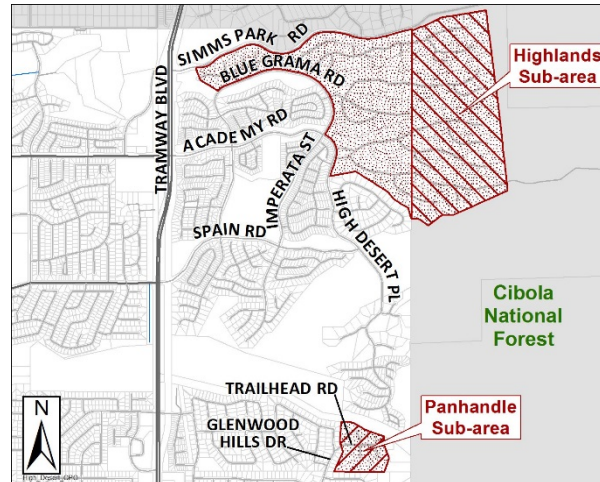 SIMMS PARK RD
BLUE GRAMA RD
Highlands
Sub-area
TRAMWAY BLVD
ACADEMY RD
IMPERATA ST
HIGH DESERT PL
SPAIN RD
Cibola
National
Forest
TRAILHEAD RD
GLENWOOD
HILLS DR
Panhandle
Sub-area
N
High_Desert_CPO